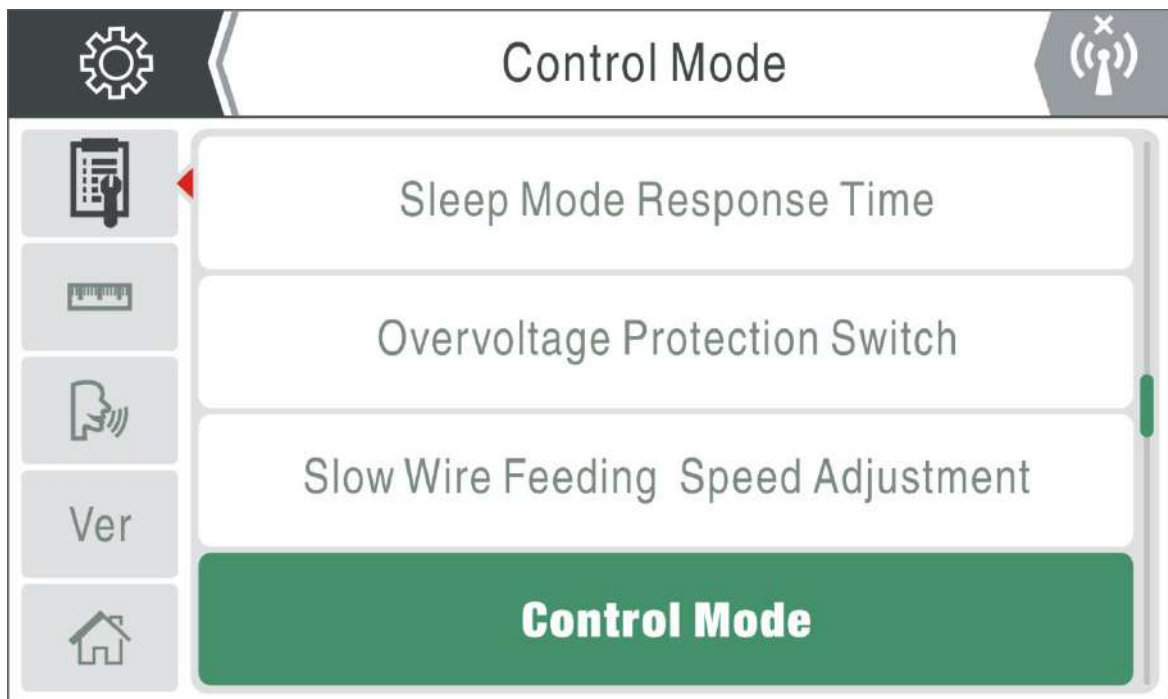 Control Mode
Sleep Mode Response Time
Overvoltage Protection Switch
Slow Wire Feeding Speed Adjustment
Ver
Control Mode